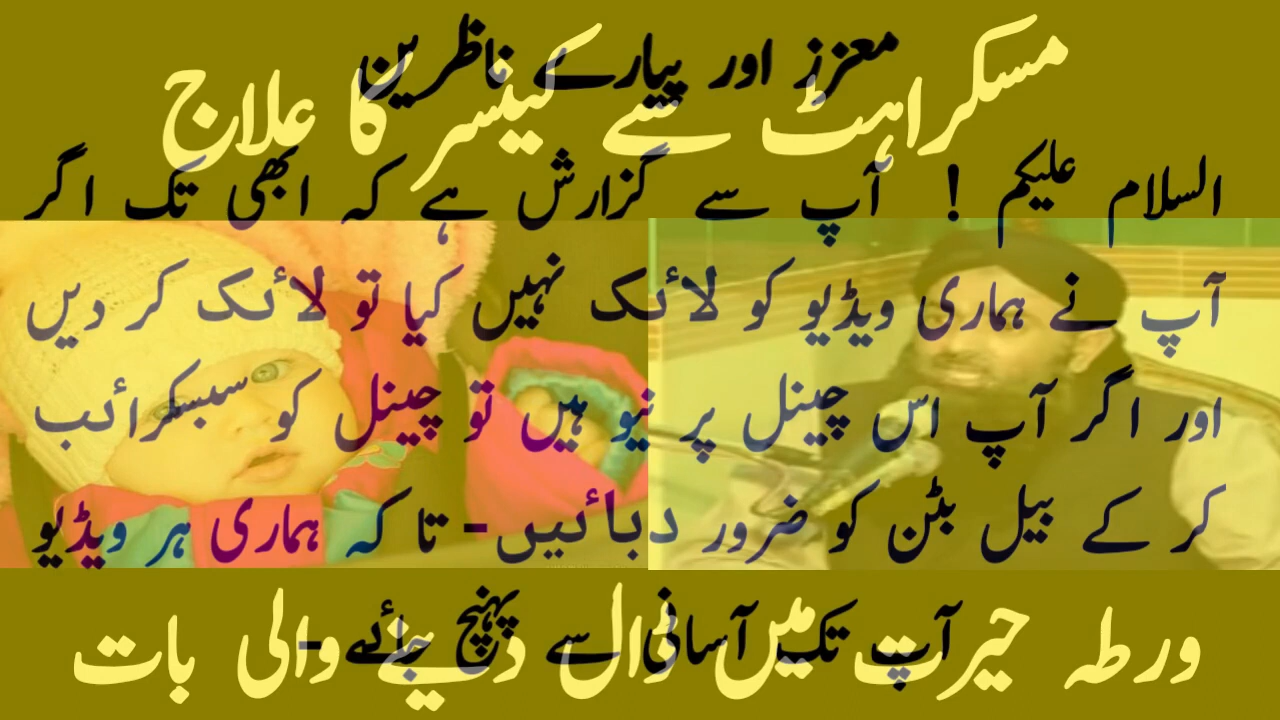 معزز اور پیارے ناظرین
مسکراہٹ سے کینسر کا علاج
السلام علیکم ! آپ سے گزارش ہے کہ ابھی تک اگر
آپ نے ہماری ویڈیو کو لائک نہیں کیا تو لائک کر دیں
اور اگر آپ اس چینل پر نیو ہیں تو چینل کو سبسکرائب
کر کے بیل بٹن کو ضرور دبائیں - تا کہ ہماری ہر ویڈیو
آپ تک آسانی سے پہنچ جائے -
ورطہ حیرت میں ڈال دینے والی بات